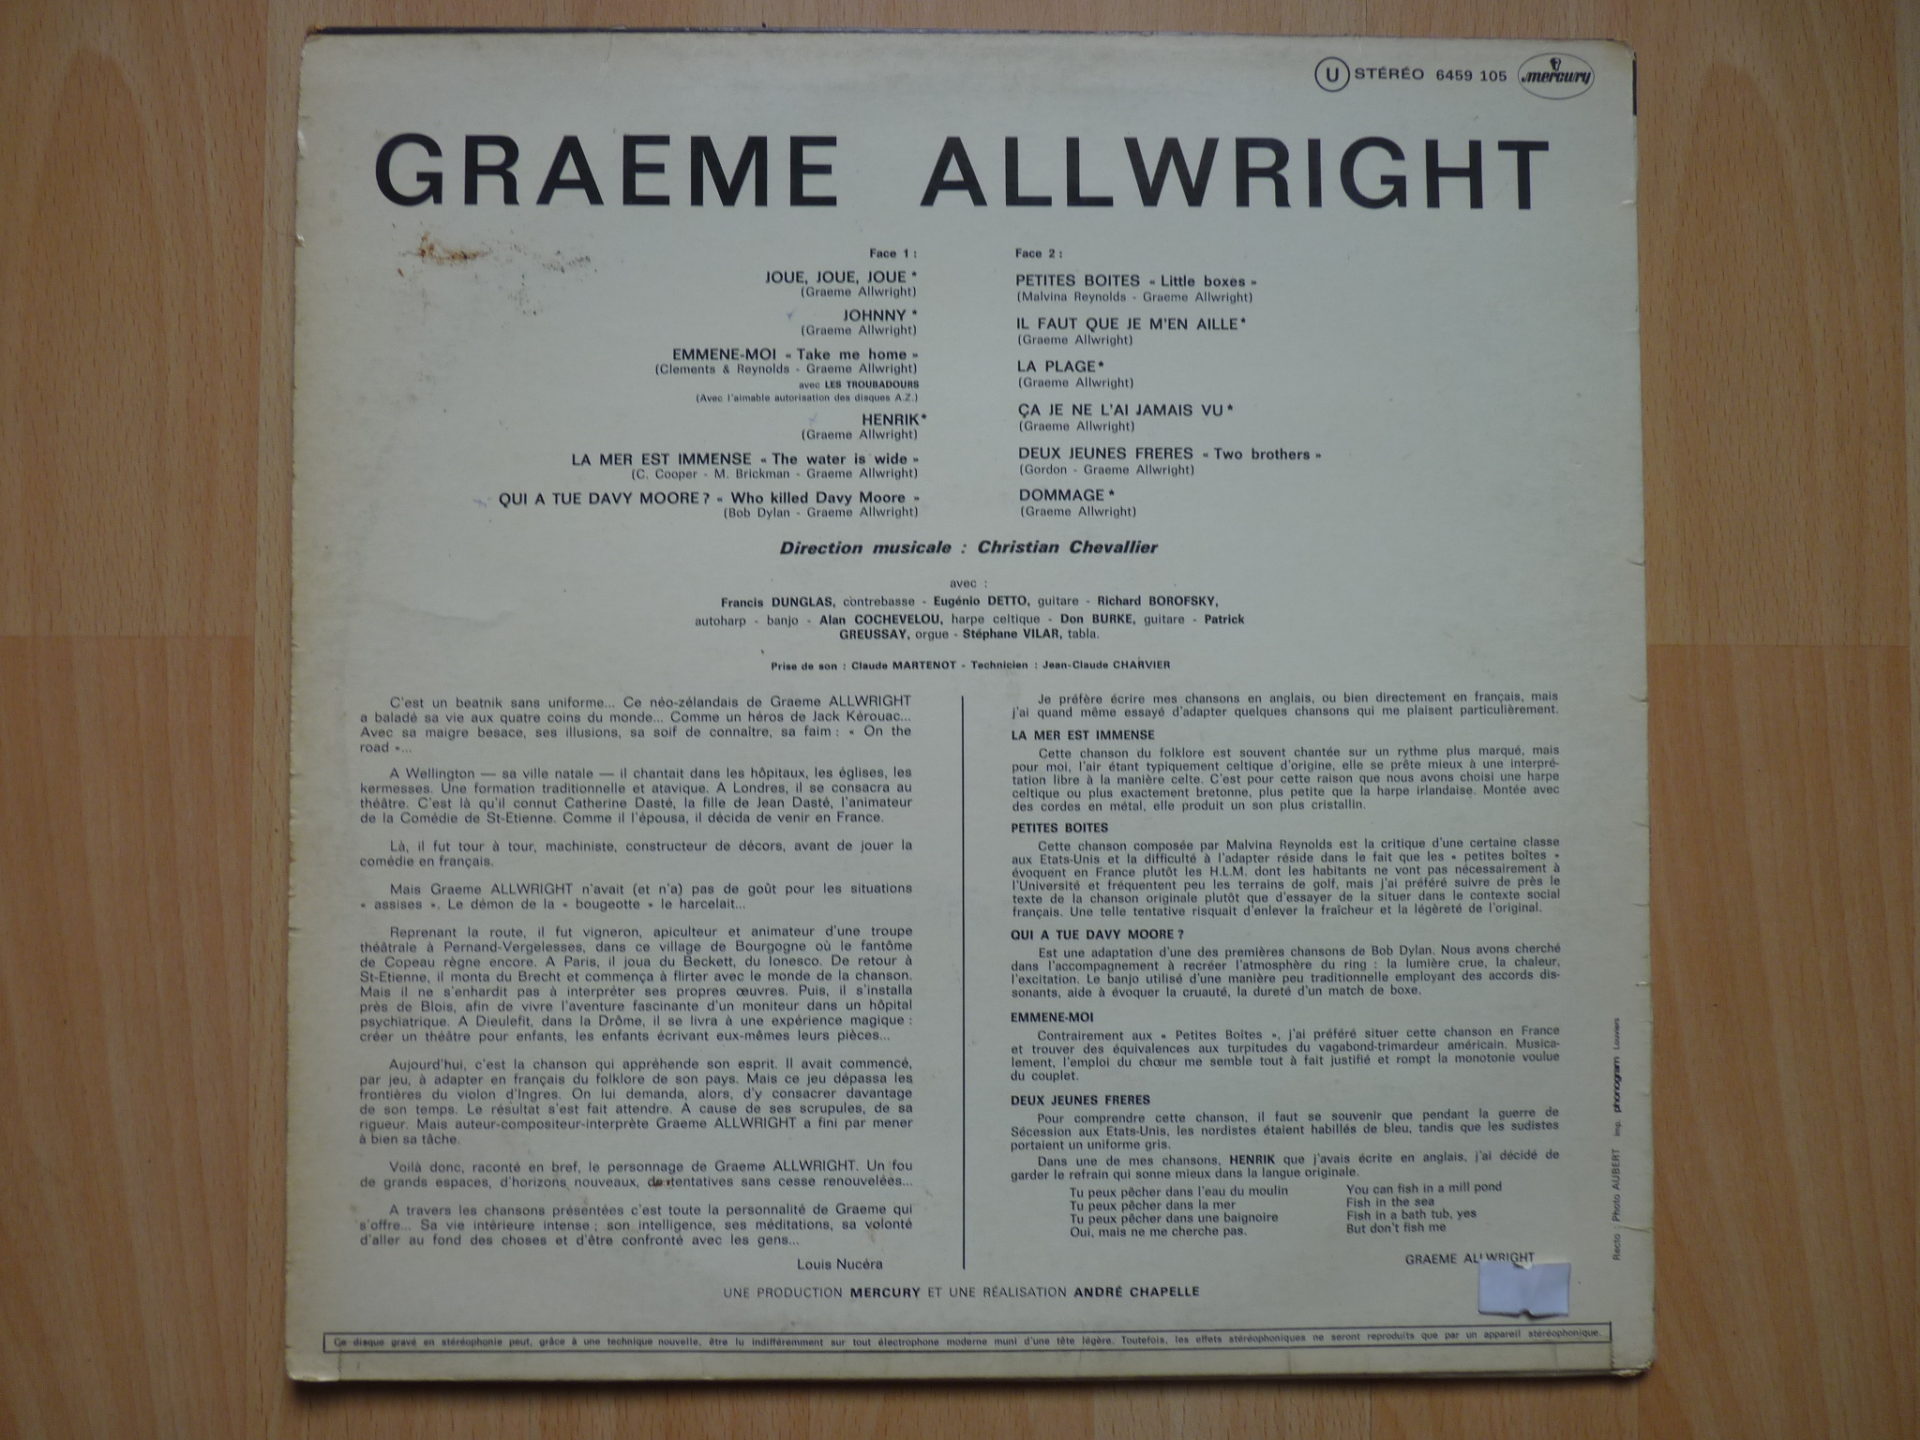 U STÉRÉO 6459 105 mercury
GRAEME ALLWRIGHT
Face 1 :
JOUE, JOUE, JOUE *
(Graeme Allwright)
JOHNNY *
(Graeme Allwright)
EMMENE-MOI « Take me home »
(Clements & Reynolds - Graeme Allwright)
avec LES TROUBADOURS
(Avec l'aimable autorisation des disques A.Z.)
HENRIK*
(Graeme Allwright)
LA MER EST IMMENSE « The water is wide »
(C. Cooper - M. Brickman - Graeme Allwright)
QUI A TUE DAVY MOORE ? « Who killed Davy Moore »
(Bob Dylan - Graeme Allwright)
Face 2 :
PETITES BOITES « Little boxes »
(Malvina Reynolds - Graeme Allwright)
IL FAUT QUE JE M'EN AILLE*
(Graeme Allwright)
LA PLAGE*
(Graeme Allwright)
ÇA JE NE L'AI JAMAIS VU *
(Graeme Allwright)
DEUX JEUNES FRERES « Two brothers »
(Gordon - Graeme Allwright)
DOMMAGE *
(Graeme Allwright)
Direction musicale : Christian Chevallier
avec :
Francis DUNGLAS, contrebasse - Eugénio DETTO, guitare - Richard BOROFSKY,
autoharp - banjo - Alan COCHEVELOU, harpe celtique - Don BURKE, guitare - Patrick
GREUSSAY, orgue - Stéphane VILAR, tabla.
Prise de son : Claude MARTENOT - Technicien : Jean-Claude CHARVIER
C'est un beatnik sans uniforme... Ce néo-zélandais de Graeme ALLWRIGHT
a baladé sa vie aux quatre coins du monde... Comme un héros de Jack Kérouac...
Avec sa maigre besace, ses illusions, sa soif de connaître, sa faim : « On the
road »...
A Wellington — sa ville natale — il chantait dans les hôpitaux, les églises, les
kermesses. Une formation traditionnelle et atavique. A Londres, il se consacra au
théâtre. C'est là qu'il connut Catherine Dasté, la fille de Jean Dasté, l'animateur
de la Comédie de St-Etienne. Comme il l'épousa, il décida de venir en France.
Là, il fut tour à tour, machiniste, constructeur de décors, avant de jouer la
comédie en français.
Mais Graeme ALLWRIGHT n'avait (et n'a) pas de goût pour les situations
« assises ». Le démon de la « bougeotte » le harcelait...
Reprenant la route, il fut vigneron, apiculteur et animateur d'une troupe
théâtrale à Pernand-Vergelesses, dans ce village de Bourgogne où le fantôme
de Copeau règne encore. A Paris, il joua du Beckett, du Ionesco. De retour à
St-Etienne, il monta du Brecht et commença à flirter avec le monde de la chanson.
Mais il ne s'enhardit pas à interpréter ses propres œuvres. Puis, il s'installa
près de Blois, afin de vivre l'aventure fascinante d'un moniteur dans un hôpital
psychiatrique. A Dieulefit, dans la Drôme, il se livra à une expérience magique :
créer un théâtre pour enfants, les enfants écrivant eux-mêmes leurs pièces...
Aujourd'hui, c'est la chanson qui appréhende son esprit. Il avait commencé,
par jeu, à adapter en français du folklore de son pays. Mais ce jeu dépassa les
frontières du violon d'Ingres. On lui demanda, alors, d'y consacrer davantage
de son temps. Le résultat s'est fait attendre. A cause de ses scrupules, de sa
rigueur. Mais auteur-compositeur-interprète Graeme ALLWRIGHT a fini par mener
à bien sa tâche.
Voilà donc, raconté en bref, le personnage de Graeme ALLWRIGHT. Un fou
de grands espaces, d'horizons nouveaux, de tentatives sans cesse renouvelées...
A travers les chansons présentées c'est toute la personnalité de Graeme qui
s'offre... Sa vie intérieure intense ; son intelligence, ses méditations, sa volonté
d'aller au fond des choses et d'être confronté avec les gens...
Louis Nucéra
Je préfère écrire mes chansons en anglais, ou bien directement en français, mais
j'ai quand même essayé d'adapter quelques chansons qui me plaisent particulièrement.
LA MER EST IMMENSE
Cette chanson du folklore est souvent chantée sur un rythme plus marqué, mais
pour moi, l'air étant typiquement celtique d'origine, elle se prête mieux à une interpré-
tation libre à la manière celte. C'est pour cette raison que nous avons choisi une harpe
celtique ou plus exactement bretonne, plus petite que la harpe irlandaise. Montée avec
des cordes en métal, elle produit un son plus cristallin.
PETITES BOITES
Cette chanson composée par Malvina Reynolds est la critique d'une certaine classe
aux Etats-Unis et la difficulté à l'adapter réside dans le fait que les « petites boîtes »
évoquent en France plutôt les H.L.M. dont les habitants ne vont pas nécessairement à
l'Université et fréquentent peu les terrains de golf, mais j'ai préféré suivre de près le
texte de la chanson originale plutôt que d'essayer de la situer dans le contexte social
français. Une telle tentative risquait d'enlever la fraîcheur et la légèreté de l'original.
QUI A TUE DAVY MOORE ?
Est une adaptation d'une des premières chansons de Bob Dylan. Nous avons cherché
dans l'accompagnement à recréer l'atmosphère du ring : la lumière crue, la chaleur,
l'excitation. Le banjo utilisé d'une manière peu traditionnelle employant des accords dis-
sonants, aide à évoquer la cruauté, la dureté d'un match de boxe.
EMMENE-MOI
Contrairement aux « Petites Boîtes », j'ai préféré situer cette chanson en France
et trouver des équivalences aux turpitudes du vagabond-trimardeur américain. Musica-
lement, l'emploi du chœur me semble tout à fait justifié et rompt la monotonie voulue
du couplet.
DEUX JEUNES FRERES
Pour comprendre cette chanson, il faut se souvenir que pendant la guerre de
Sécession aux Etats-Unis, les nordistes étaient habillés de bleu, tandis que les sudistes
portaient un uniforme gris.
Dans une de mes chansons, HENRIK que j'avais écrite en anglais, j'ai décidé de
garder le refrain qui sonne mieux dans la langue originale.
Tu peux pêcher dans l'eau du moulin
Tu peux pêcher dans la mer
Tu peux pêcher dans une baignoire
Oui, mais ne me cherche pas.
You can fish in a mill pond
Fish in the sea
Fish in a bath tub, yes
But don't fish me
GRAEME ALLWRIGHT
UNE PRODUCTION MERCURY ET UNE RÉALISATION ANDRÉ CHAPELLE
Ce disque gravé en stéréophonie peut, grâce à une technique nouvelle, être lu indifféremment sur tout électrophone moderne muni d'une tête légère. Toutefois, les effets stéréophoniques ne seront reproduits que par un appareil stéréophonique.
Recto : Photo AUBERT Imp. phonogram Louviers